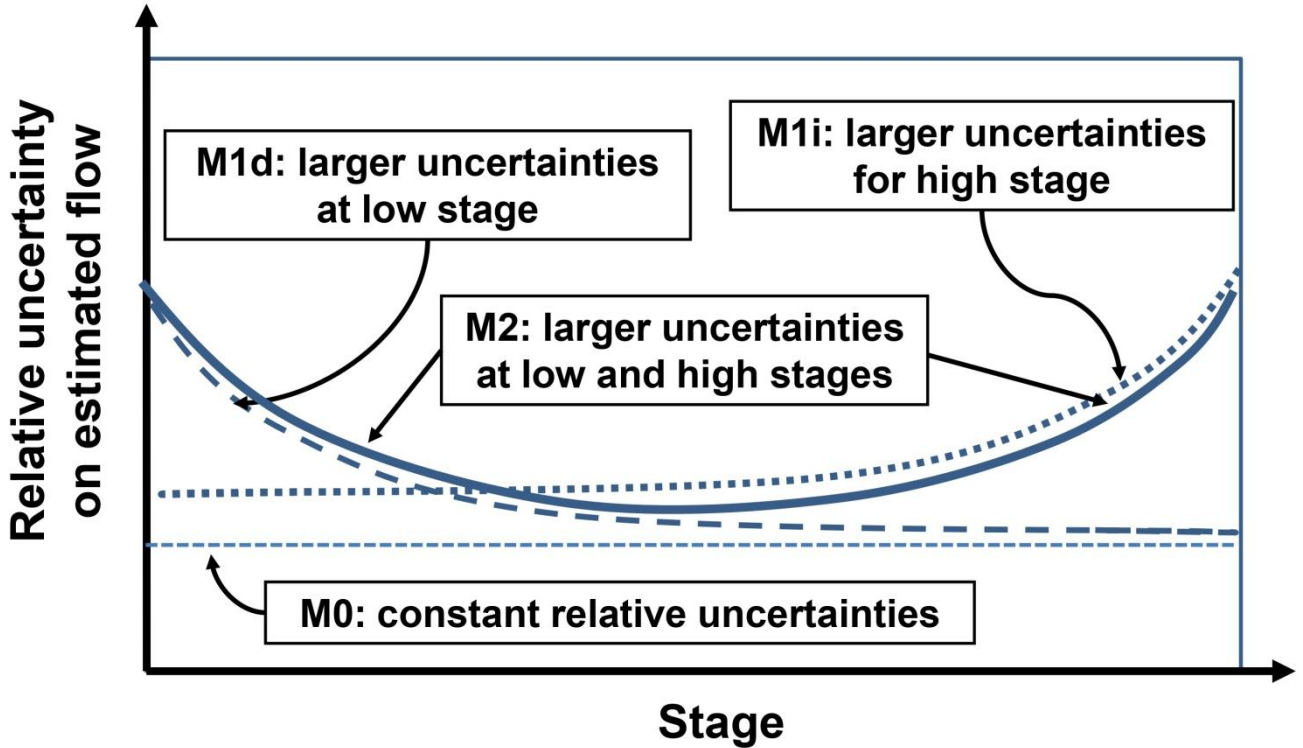 Relative uncertainty
on estimated flow
M1d: larger uncertainties
at low stage
M1i: larger uncertainties
for high stage
M2: larger uncertainties
at low and high stages
M0: constant relative uncertainties
Stage